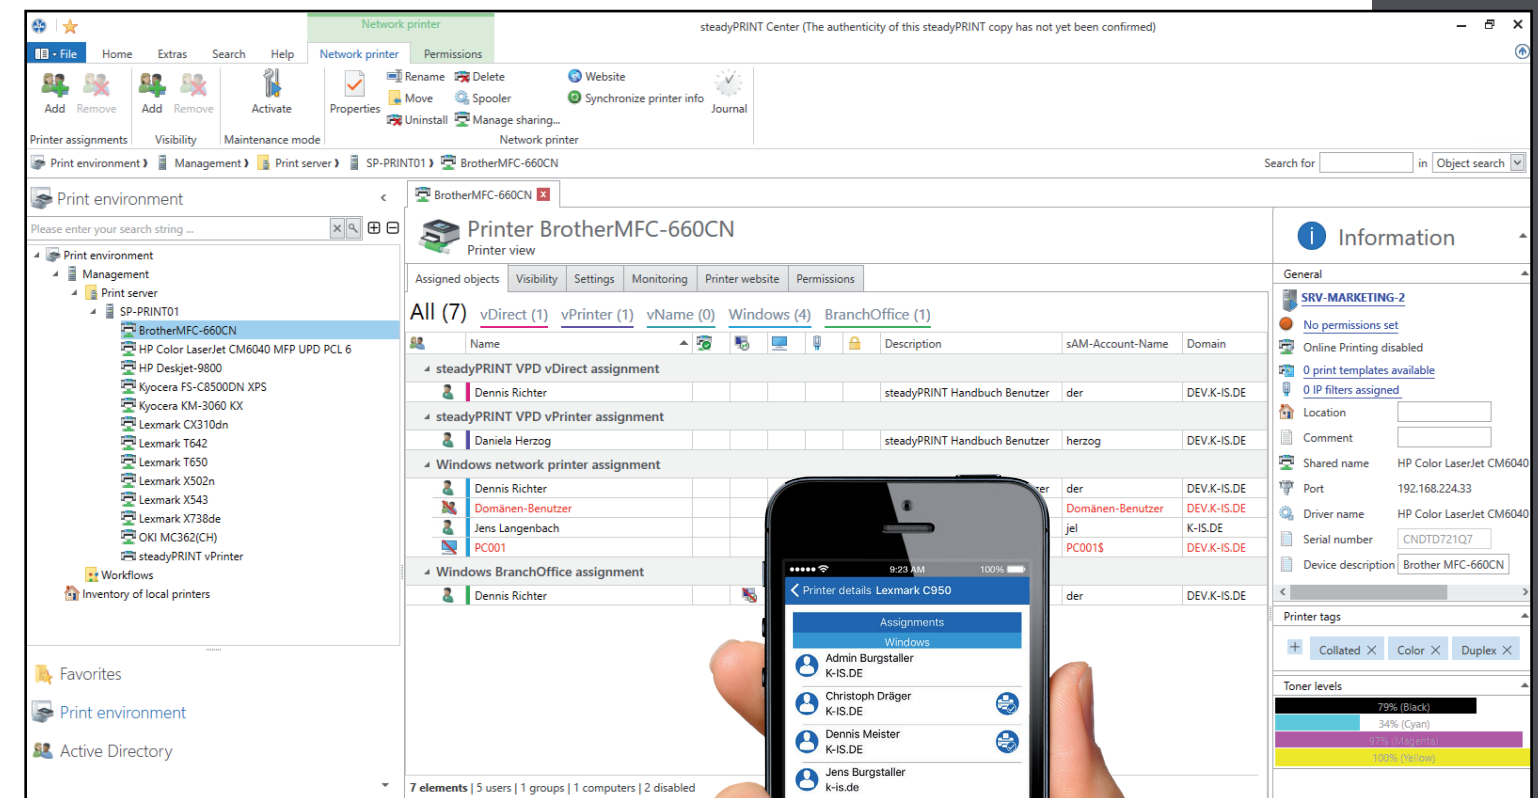 Network printer
steadyPRINT Center (The authenticity of this steadyPRINT copy has not yet been confirmed)
File Home Extras Search Help Network printer Permissions
Add Remove Add Remove Activate Properties Rename Delete Website
Move Spooler Synchronize printer info Journal
Uninstall Manage sharing...
Printer assignments Visibility Maintenance mode Network printer
Print environment Management Print server SP-PRINT01 BrotherMFC-660CN Search for in Object search
Print environment
Please enter your search string ...
Print environment
Management
Print server
SP-PRINT01
BrotherMFC-660CN
HP Color LaserJet CM6040 MFP UPD PCL 6
HP Deskjet-9800
Kyocera FS-C8500DN XPS
Kyocera KM-3060 KX
Lexmark CX310dn
Lexmark T642
Lexmark T650
Lexmark X502n
Lexmark X543
Lexmark X738de
OKI MC362(CH)
steadyPRINT vPrinter
Workflows
Inventory of local printers
Favorites
Print environment
Active Directory
BrotherMFC-660CN
Printer BrotherMFC-660CN
Printer view
Assigned objects Visibility Settings Monitoring Printer website Permissions
All (7) vDirect (1) vPrinter (1) vName (0) Windows (4) BranchOffice (1)
Name Description sAM-Account-Name Domain
steadyPRINT VPD vDirect assignment
Dennis Richter steadyPRINT Handbuch Benutzer der DEV.K-IS.DE
steadyPRINT VPD vPrinter assignment
Daniela Herzog steadyPRINT Handbuch Benutzer herzog DEV.K-IS.DE
Windows network printer assignment
Dennis Richter der DEV.K-IS.DE
Domänen-Benutzer Domänen-Benutzer DEV.K-IS.DE
Jens Langenbach jel K-IS.DE
PC001 PC001$ DEV.K-IS.DE
Windows BranchOffice assignment
Dennis Richter der DEV.K-IS.DE
7 elements | 5 users | 1 groups | 1 computers | 2 disabled
9:23 AM 100%
Printer details Lexmark C950
Assignments
Windows
Admin Burgstaller
K-IS.DE
Christoph Dräger
K-IS.DE
Dennis Meister
K-IS.DE
Jens Burgstaller
k-is.de
Information
General
SRV-MARKETING-2
No permissions set
Online Printing disabled
0 print templates available
0 IP filters assigned
Location
Comment
Shared name HP Color LaserJet CM6040
Port 192.168.224.33
Driver name HP Color LaserJet CM6040
Serial number CNDTD721Q7
Device description Brother MFC-660CN
Printer tags
Collated Color Duplex
Toner levels
79% (Black)
34% (Cyan)
97% (Magenta)
100% (Yellow)